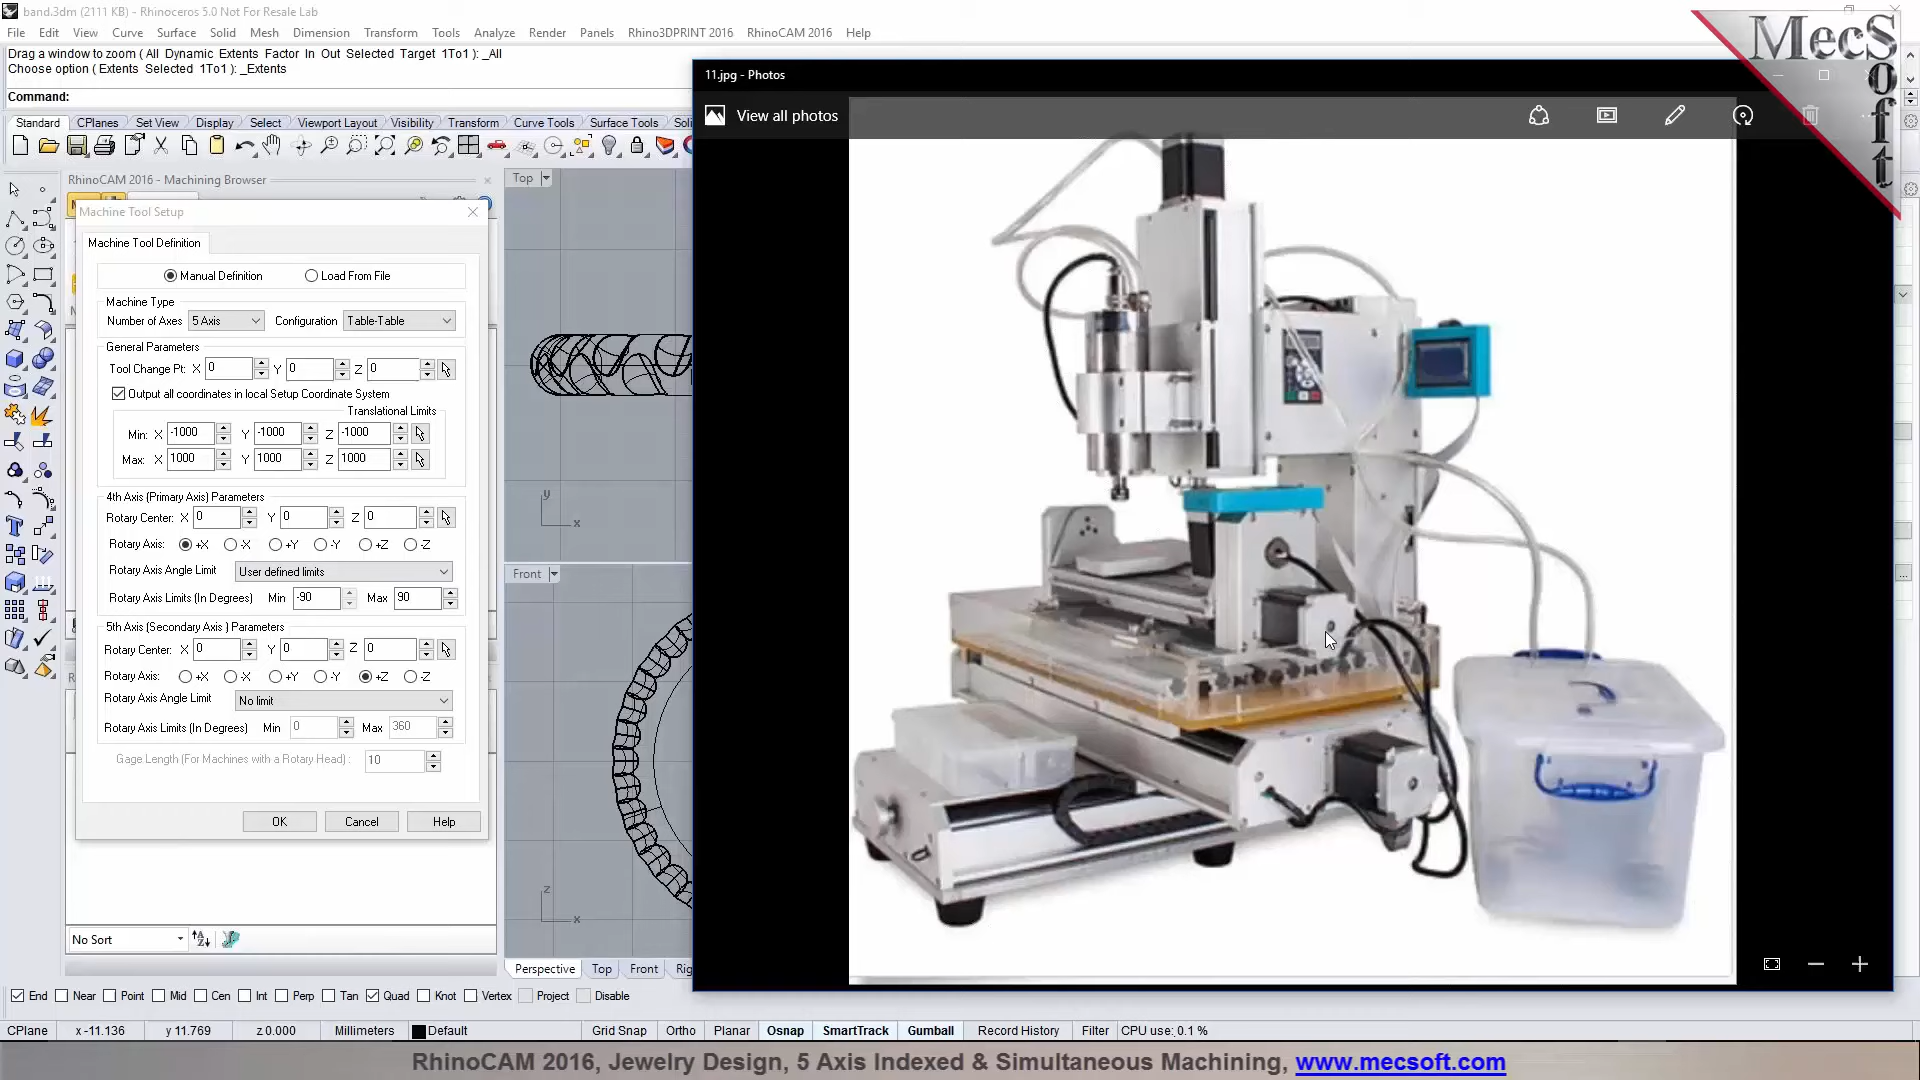 band.3dm (2111 KB) - Rhinoceros 5.0 Not For Resale Lab
File Edit View Curve Surface Solid Mesh Dimension Transform Tools Analyze Render Panels Rhino3DPRINT 2016 RhinoCAM 2016 Help
Drag a window to zoom ( All Dynamic Extents Factor In Out Selected Target 1To1 ): _All
Choose option ( Extents Selected 1To1 ): _Extents
Command:
Standard CPlanes Set View Display Select Viewport Layout Visibility Transform Curve Tools Surface Tools
RhinoCAM 2016 - Machining Browser
Machine Tool Setup
Machine Tool Definition
Manual Definition Load From File
Machine Type
Number of Axes 5 Axis Configuration Table-Table
General Parameters
Tool Change Pt: X 0 Y 0 Z 0
Output all coordinates in local Setup Coordinate System
Translational Limits
Min: X -1000 Y -1000 Z -1000
Max: X 1000 Y 1000 Z 1000
4th Axis (Primary Axis) Parameters
Rotary Center: X 0 Y 0 Z 0
Rotary Axis: +X -X +Y -Y +Z -Z
Rotary Axis Angle Limit User defined limits
Rotary Axis Limits (In Degrees) Min -90 Max 90
5th Axis (Secondary Axis ) Parameters
Rotary Center: X 0 Y 0 Z 0
Rotary Axis: +X -X +Y -Y +Z -Z
Rotary Axis Angle Limit No limit
Rotary Axis Limits (In Degrees) Min 0 Max 360
Gage Length (For Machines with a Rotary Head) : 10
OK Cancel Help
No Sort
Top
y
x
Front
z
x
Perspective Top Front
11.jpg - Photos
View all photos
MecSoft
End Near Point Mid Cen Int Perp Tan Quad Knot Vertex Project Disable
CPlane x -11.136 y 11.769 z 0.000 Millimeters Default Grid Snap Ortho Planar Osnap SmartTrack Gumball Record History Filter CPU use: 0.1 %
RhinoCAM 2016, Jewelry Design, 5 Axis Indexed & Simultaneous Machining, www.mecsoft.com